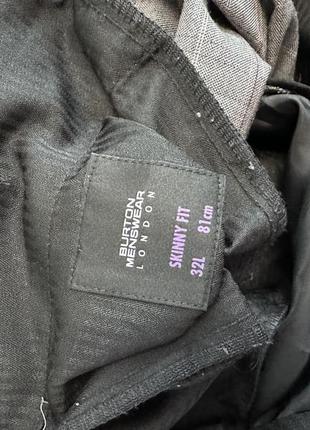 BURTON
MENSWEAR
LONDON
SKINNY FIT
32L 81cm